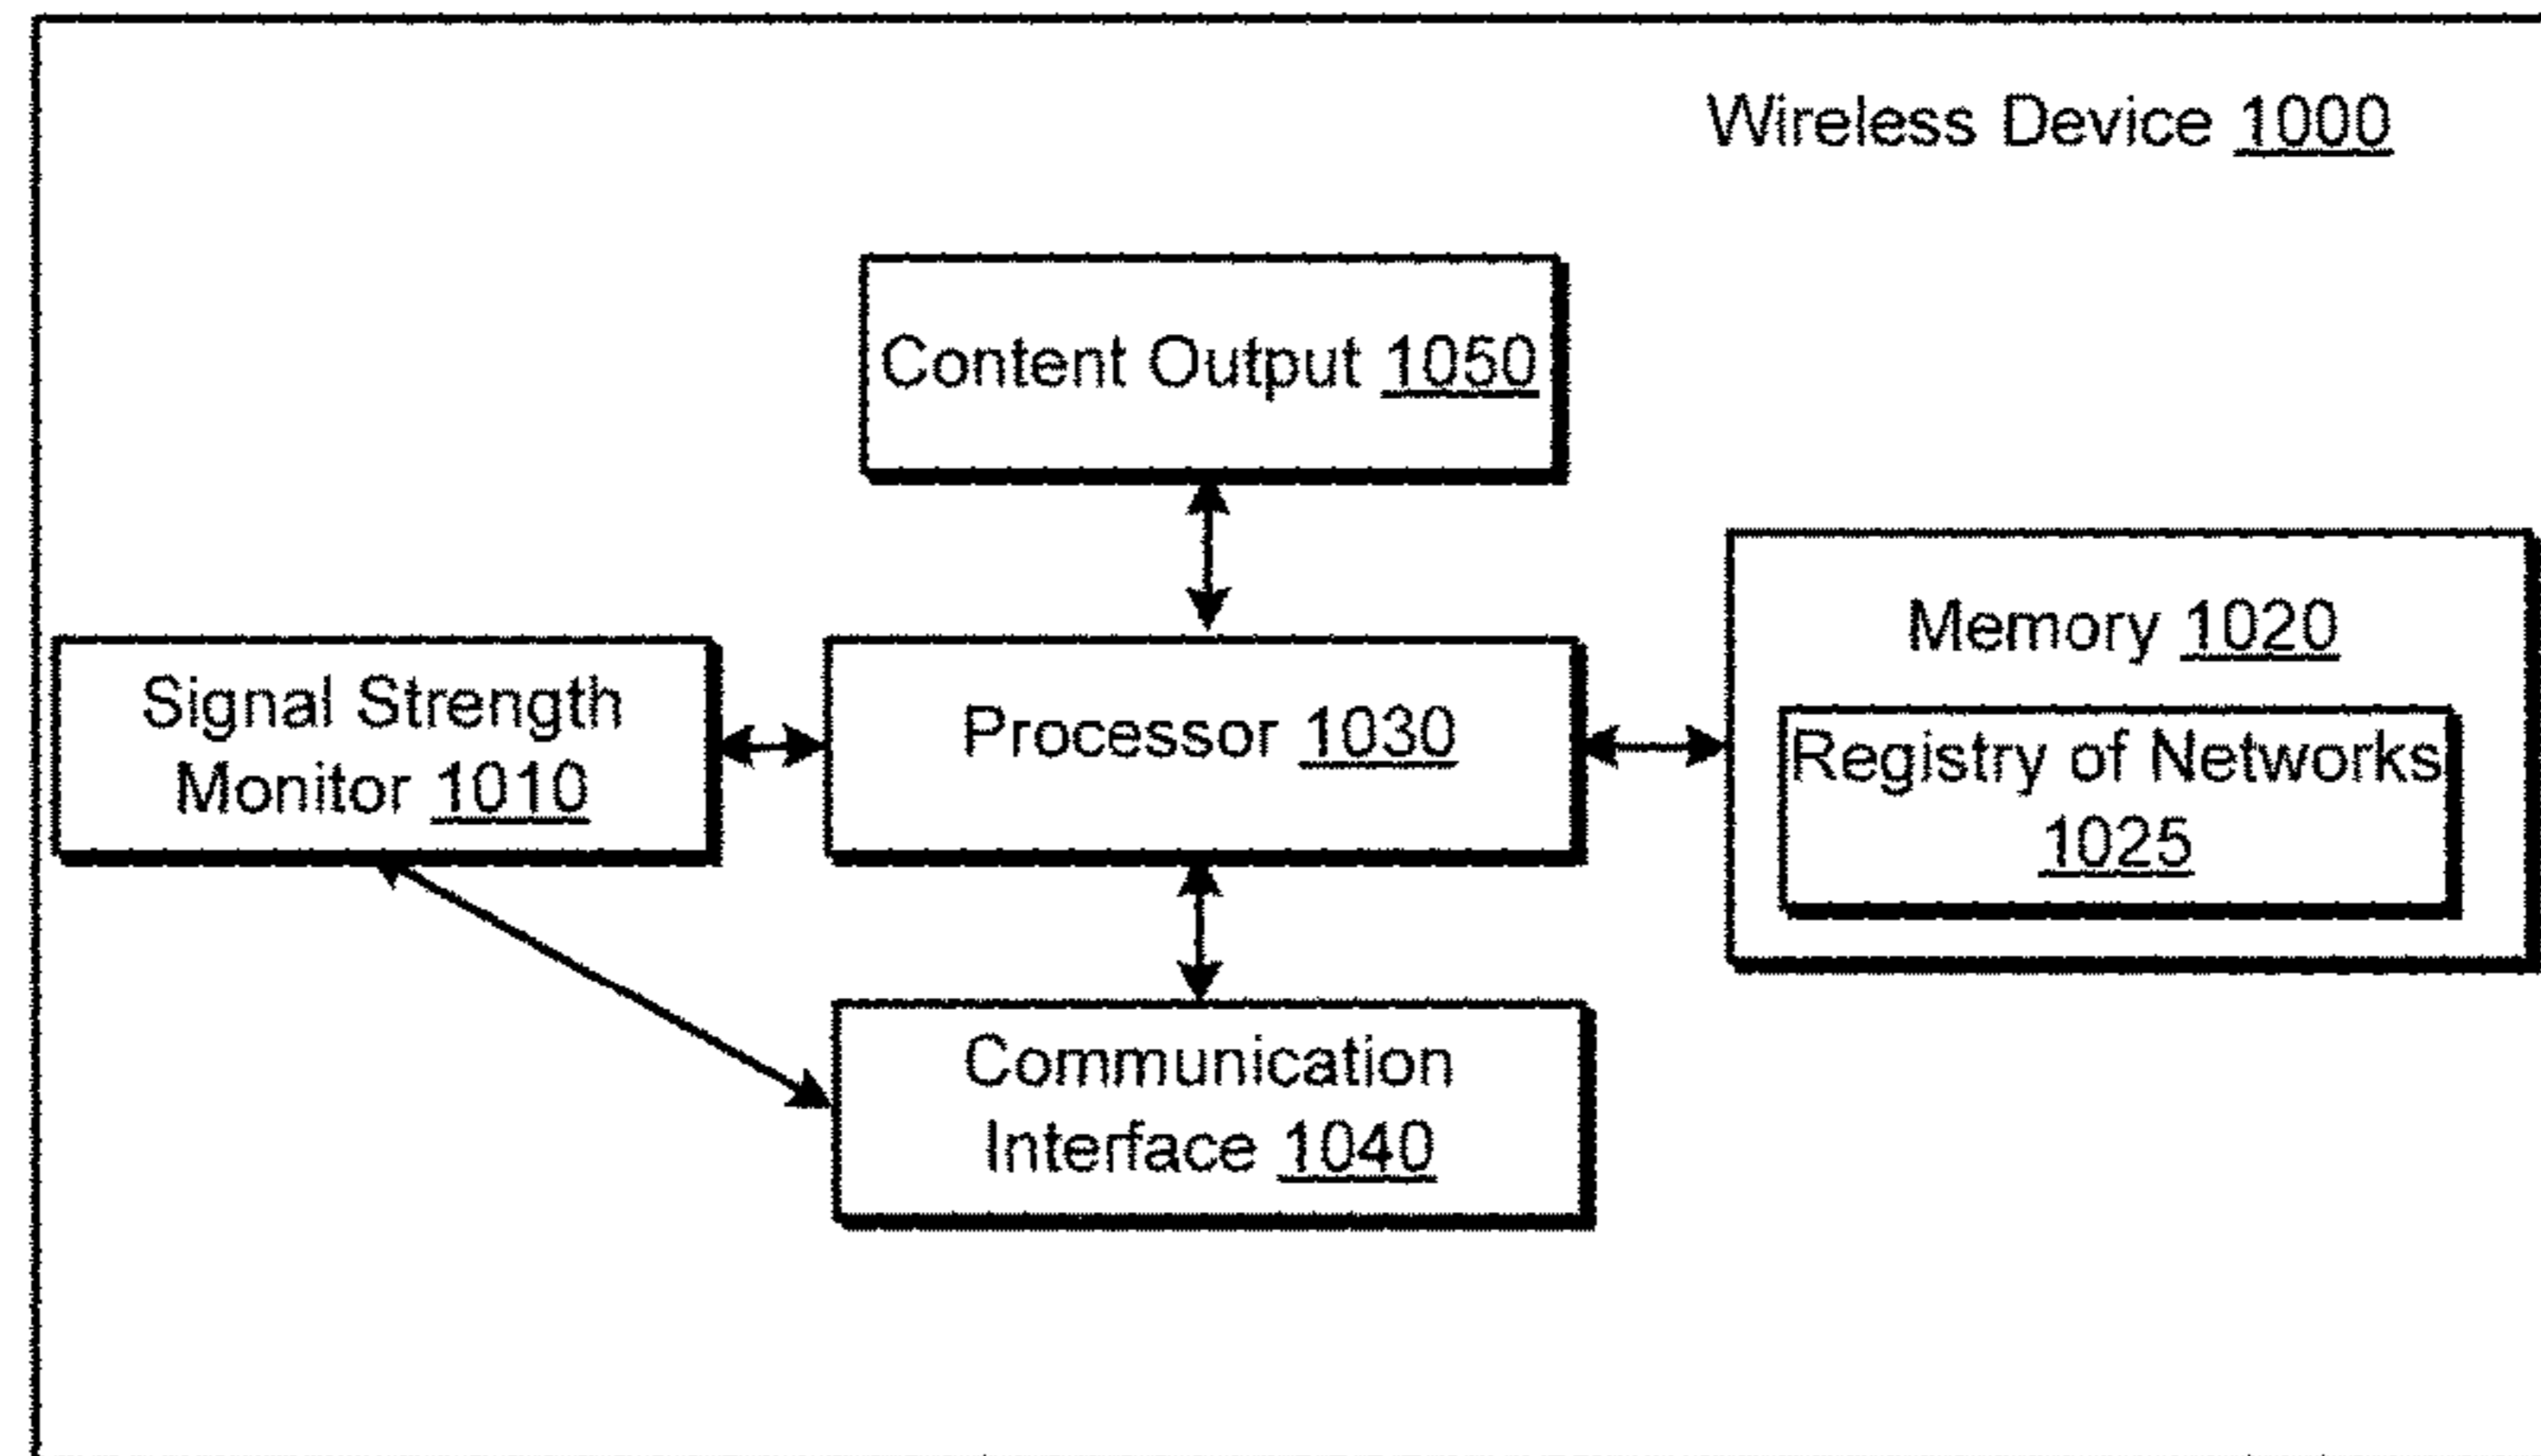 Wireless Device 1000
Content Output 1050
Signal Strength
Monitor 1010
Processor 1030
Memory 1020
Registry of Networks
1025
Communication
Interface 1040